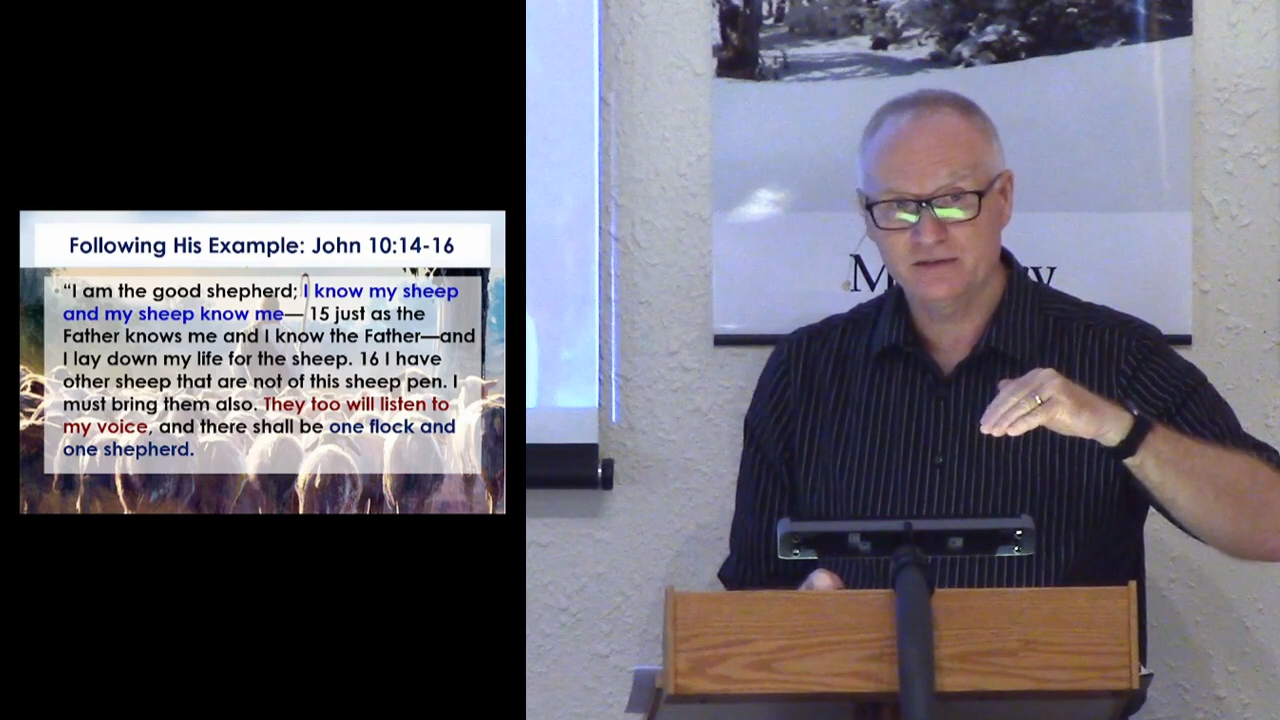 Following His Example: John 10:14-16
“I am the good shepherd; I know my sheep
and my sheep know me— 15 just as the
Father knows me and I know the Father—and
I lay down my life for the sheep. 16 I have
other sheep that are not of this sheep pen. I
must bring them also. They too will listen to
my voice, and there shall be one flock and
one shepherd.